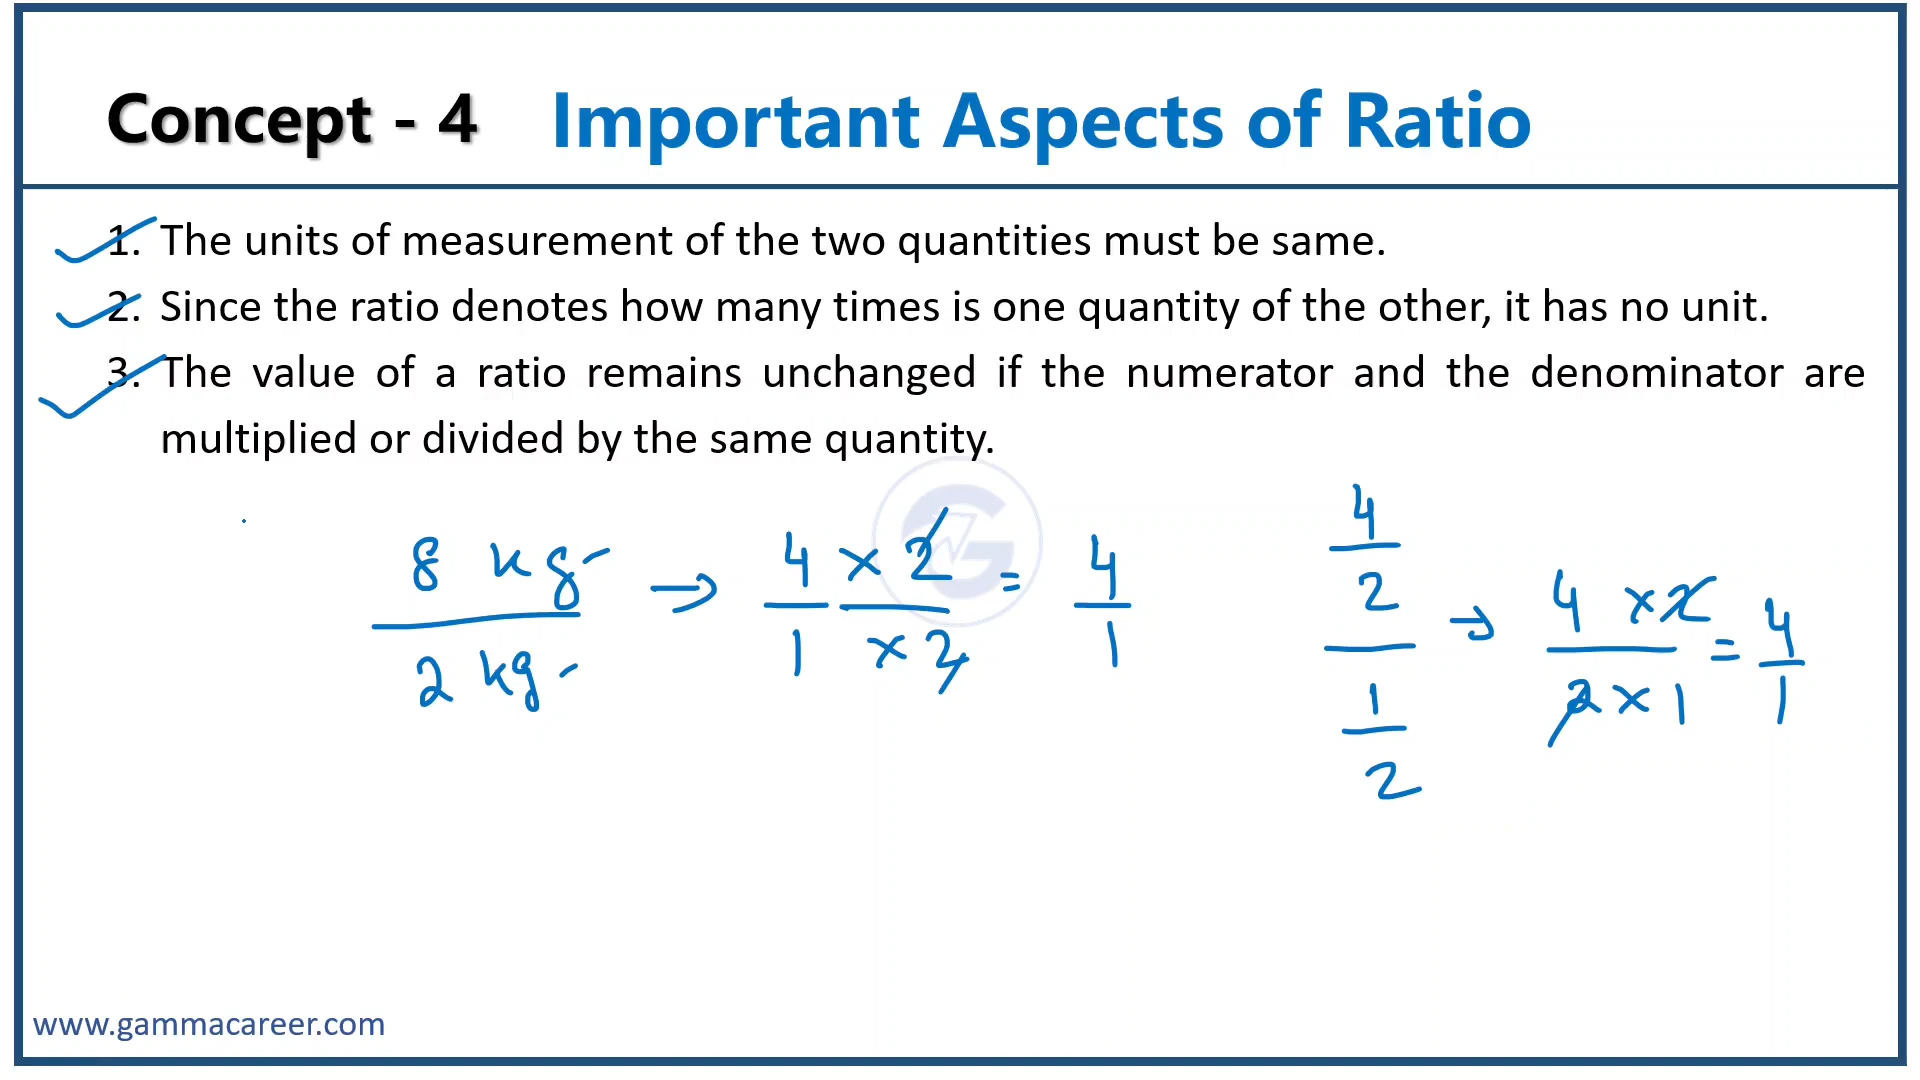 Concept - 4 Important Aspects of Ratio
1. The units of measurement of the two quantities must be same.
2. Since the ratio denotes how many times is one quantity of the other, it has no unit.
3. The value of a ratio remains unchanged if the numerator and the denominator are
multiplied or divided by the same quantity.
8 kg
2 kg
→ 4 × 2 = 4
1 × 2 1
4
2
1
2
→ 4 × 2 = 4
2 × 1 1
G
www.gammacareer.com